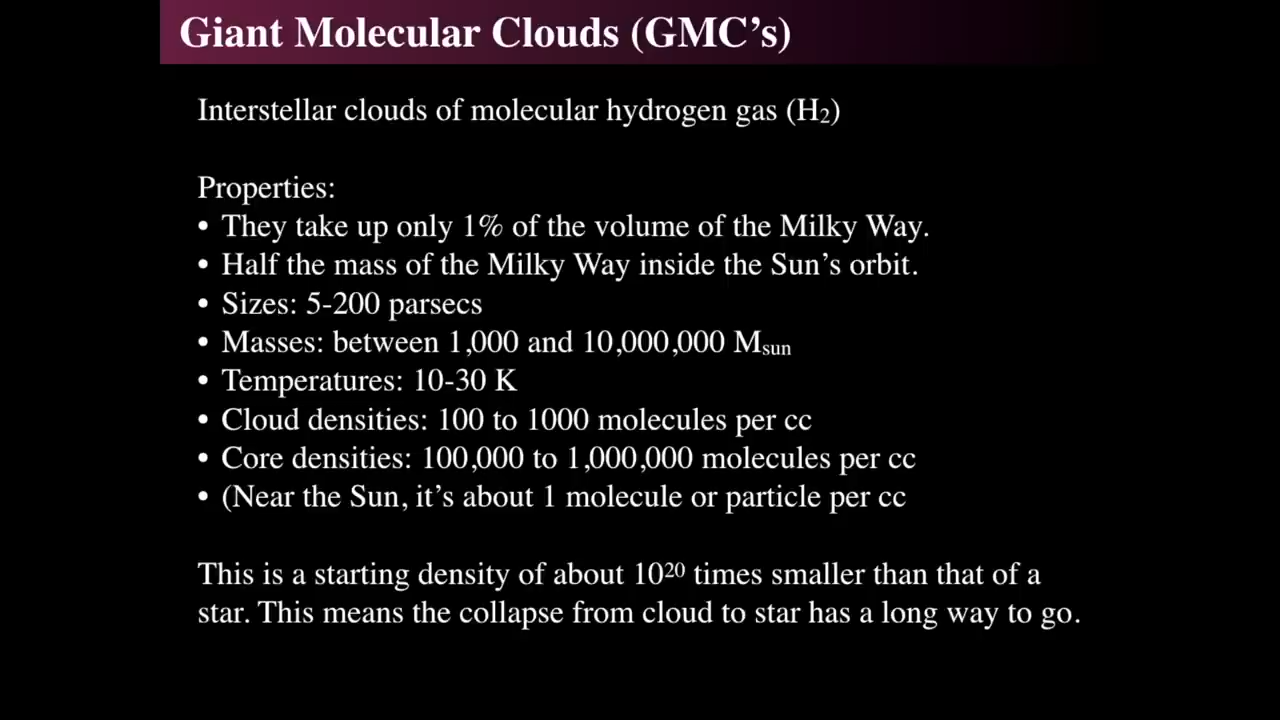 Giant Molecular Clouds (GMC’s)
Interstellar clouds of molecular hydrogen gas (H₂)
Properties:
• They take up only 1% of the volume of the Milky Way.
• Half the mass of the Milky Way inside the Sun’s orbit.
• Sizes: 5-200 parsecs
• Masses: between 1,000 and 10,000,000 Msun
• Temperatures: 10-30 K
• Cloud densities: 100 to 1000 molecules per cc
• Core densities: 100,000 to 1,000,000 molecules per cc
• (Near the Sun, it’s about 1 molecule or particle per cc
This is a starting density of about 10²⁰ times smaller than that of a
star. This means the collapse from cloud to star has a long way to go.